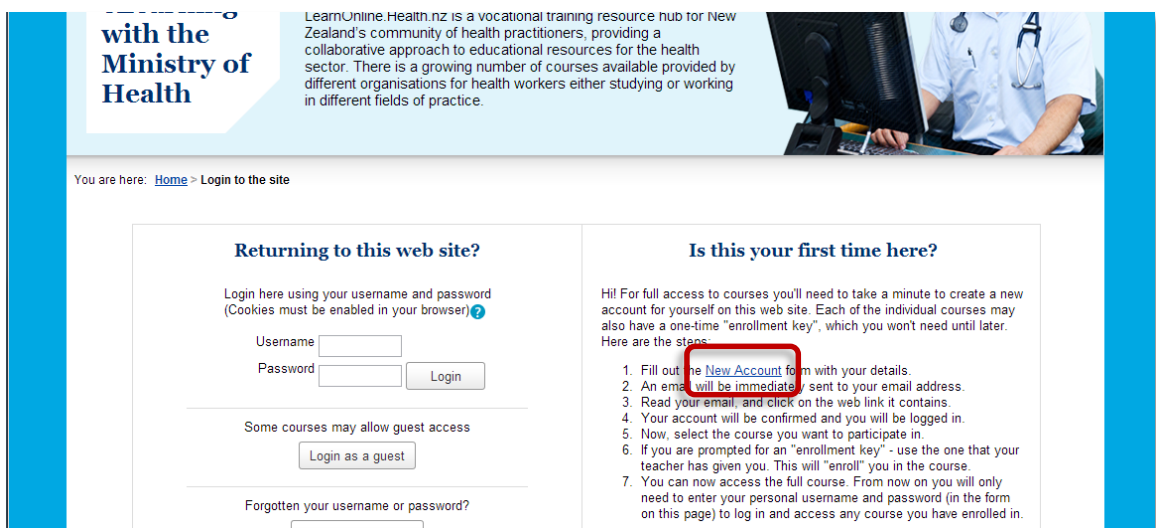 with the
Ministry of
Health
LearnOnline.Health.nz is a vocational training resource hub for New
Zealand's community of health practitioners, providing a
collaborative approach to educational resources for the health
sector. There is a growing number of courses available provided by
different organisations for health workers either studying or working
in different fields of practice.
You are here: Home > Login to the site
Returning to this web site?
Login here using your username and password
(Cookies must be enabled in your browser)?
Username
Password
Login
Some courses may allow guest access
Login as a guest
Forgotten your username or password?
Is this your first time here?
Hi! For full access to courses you'll need to take a minute to create a new
account for yourself on this web site. Each of the individual courses may
also have a one-time "enrollment key", which you won't need until later.
Here are the steps:
1. Fill out the New Account form with your details.
2. An email will be immediately sent to your email address.
3. Read your email, and click on the web link it contains.
4. Your account will be confirmed and you will be logged in.
5. Now, select the course you want to participate in.
6. If you are prompted for an "enrollment key" - use the one that your
teacher has given you. This will "enroll" you in the course.
7. You can now access the full course. From now on you will only
need to enter your personal username and password (in the form
on this page) to log in and access any course you have enrolled in.